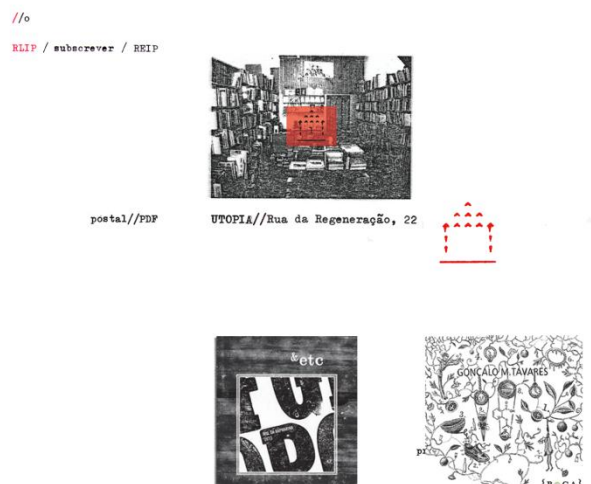 //o
RLIP / subscrever / REIP
postal//PDF
UTOPIA//Rua da Regeneração, 22
&etc
GONÇALO M. TAVARES